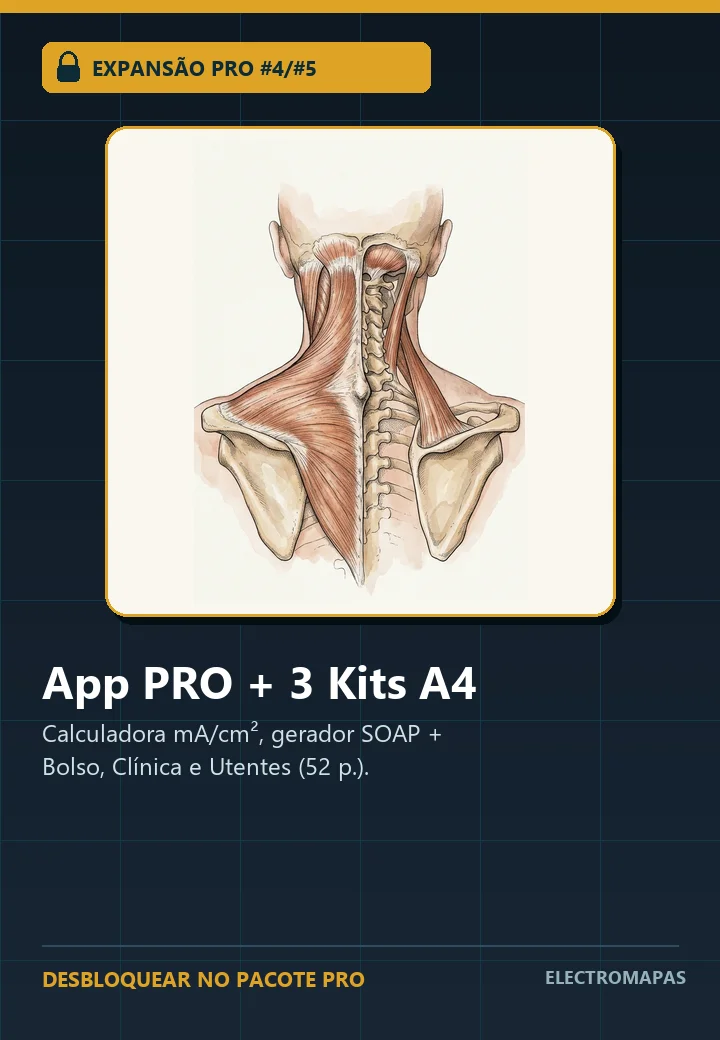 EXPANSÃO PRO #4/#5
App PRO + 3 Kits A4
Calculadora mA/cm², gerador SOAP +
Bolso, Clínica e Utentes (52 p.).
DESBLOQUEAR NO PACOTE PRO
ELECTROMAPAS